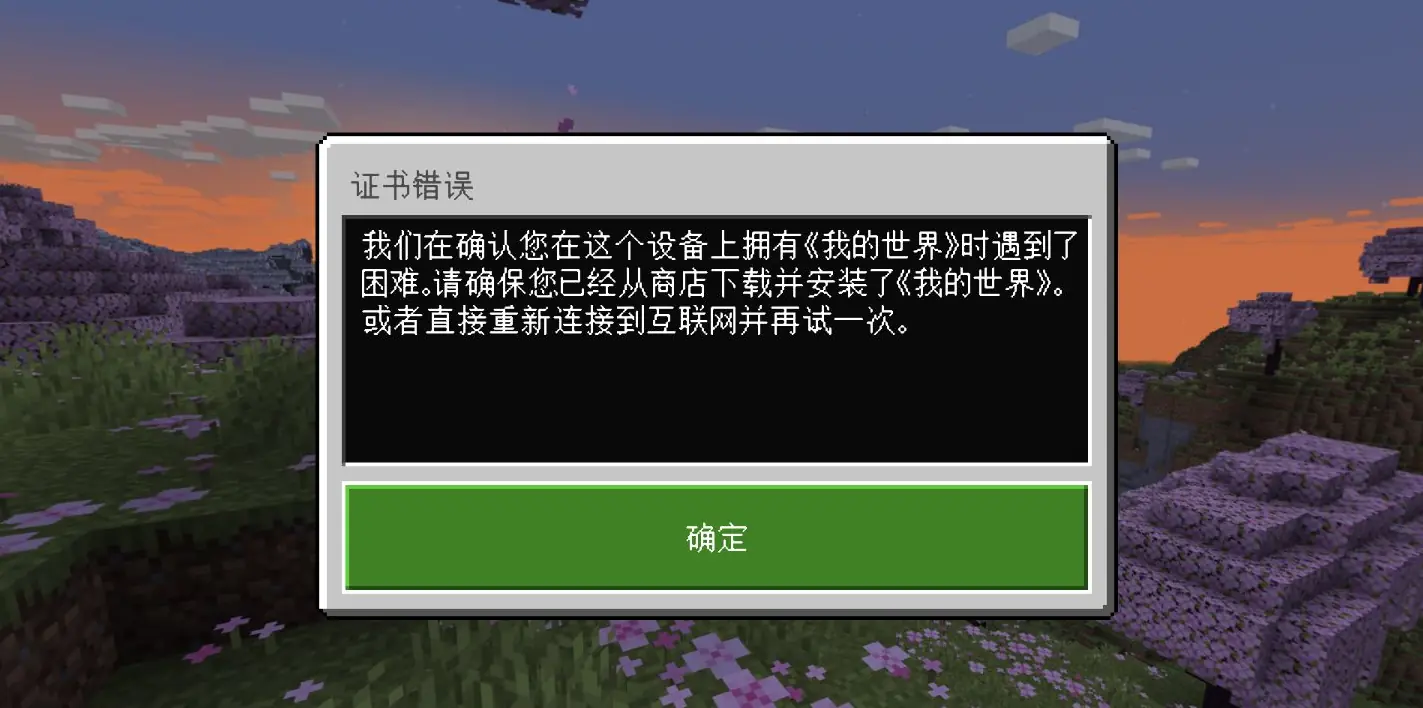 证书错误
我们在确认您在这个设备上拥有《我的世界》时遇到了
困难。请确保您已经从商店下载并安装了《我的世界》。
或者直接重新连接到互联网并再试一次。
确定